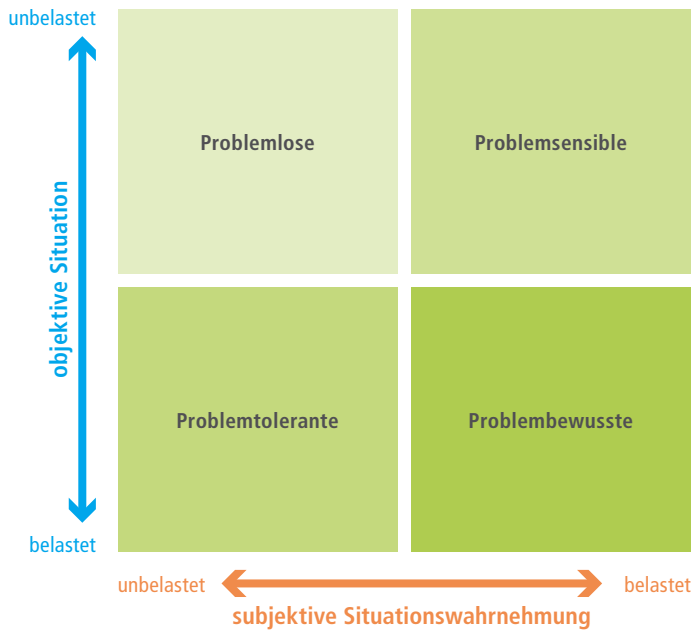 unbelastet
Problemlose
Problemsensible
objektive Situation
Problemtolerante
Problembewusste
belastet
unbelastet
belastet
subjektive Situationswahrnehmung